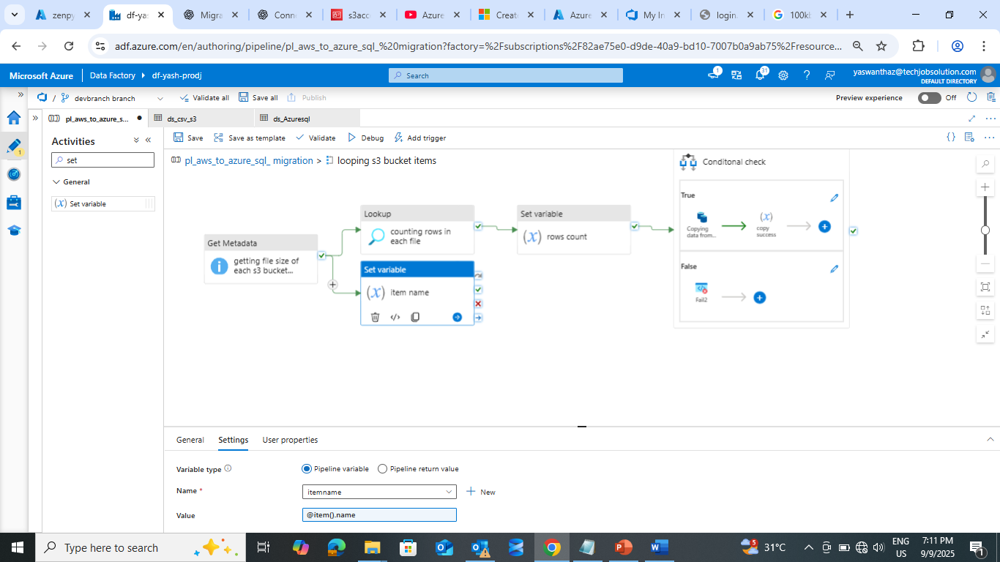 zenpy
df-yas
Migra
Conne
s3acc
Azure
Create
Azure
My In
login.
100kb
adf.azure.com/en/authoring/pipeline/pl_aws_to_azure_sql_%20migration?factory=%2Fsubscriptions%2F82ae75e0-d9de-40a9-bd10-7007b0a9ab75%2Fresource...
Microsoft Azure
Data Factory
df-yash-prodj
Search
1
31
yaswanthaz@techjobsolution.com
DEFAULT DIRECTORY
/ devbranch branch
Validate all
Save all
Publish
Preview experience
Off
pl_aws_to_azure_s...
ds_csv_s3
ds_Azuresql
Activities
set
General
(x) Set variable
Save
Save as template
Validate
Debug
Add trigger
{}
pl_aws_to_azure_sql_ migration > looping s3 bucket items
1
Get Metadata
getting file size of
each s3 bucket...
Lookup
counting rows in
each file
Set variable
(x) item name
Set variable
(x) rows count
Conditonal check
True
Copying
data from...
(x)
copy
success
False
Fail2
General
Settings
User properties
Variable type
Pipeline variable
Pipeline return value
Name *
itemname
New
Value
@item().name
Type here to search
5
31°C
ENG
US
7:11 PM
9/9/2025
1